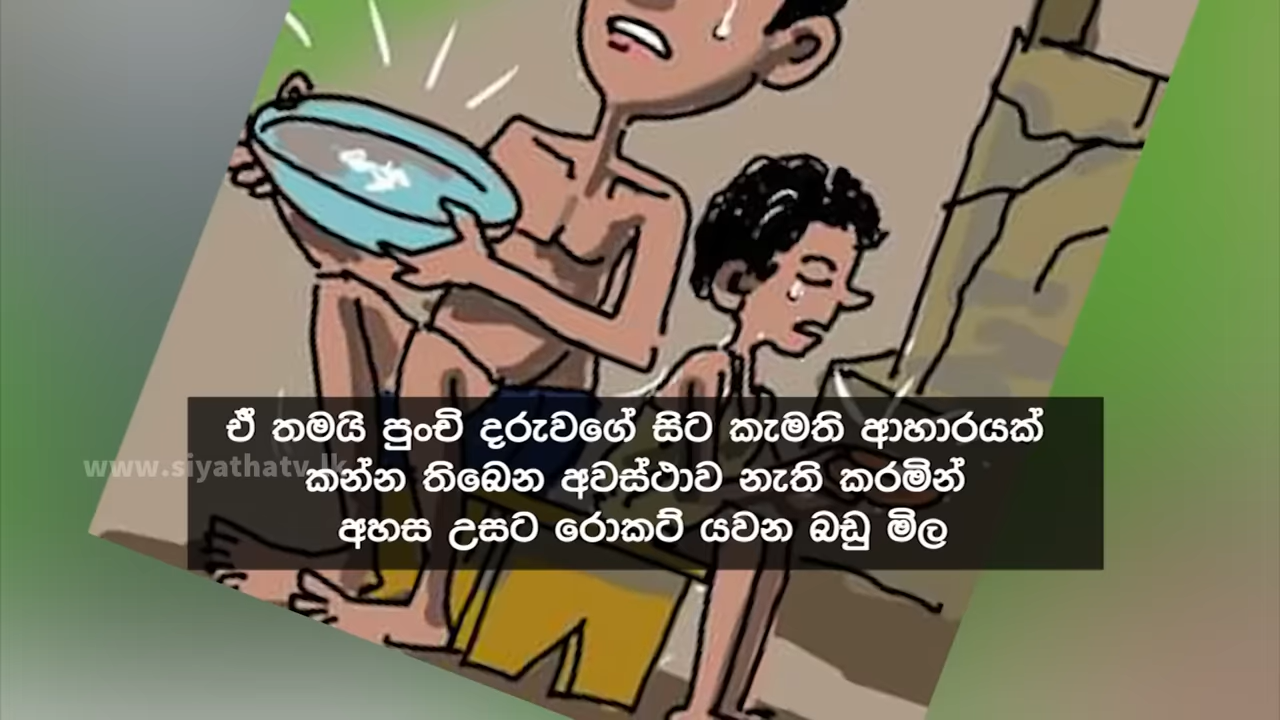 ඒ තමයි පුංචි දරුවගේ සිට කැමති ආහාරයක්
www.siyathatv.lk
කන්න තිබෙන අවස්ථාව නැති කරමින්
අහස උසට රොකට් යවන බඩු මිල